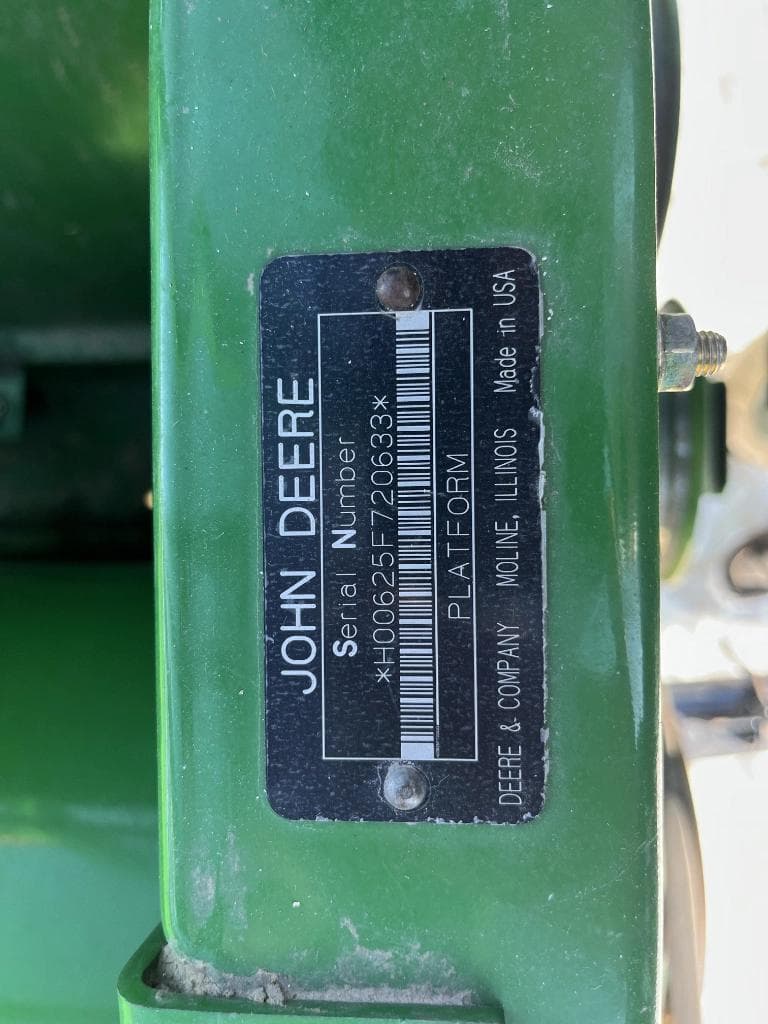 JOHN DEERE
Serial Number
*H00625F720633*
PLATFORM
DEERE & COMPANY MOLINE, ILLINOIS Made in USA